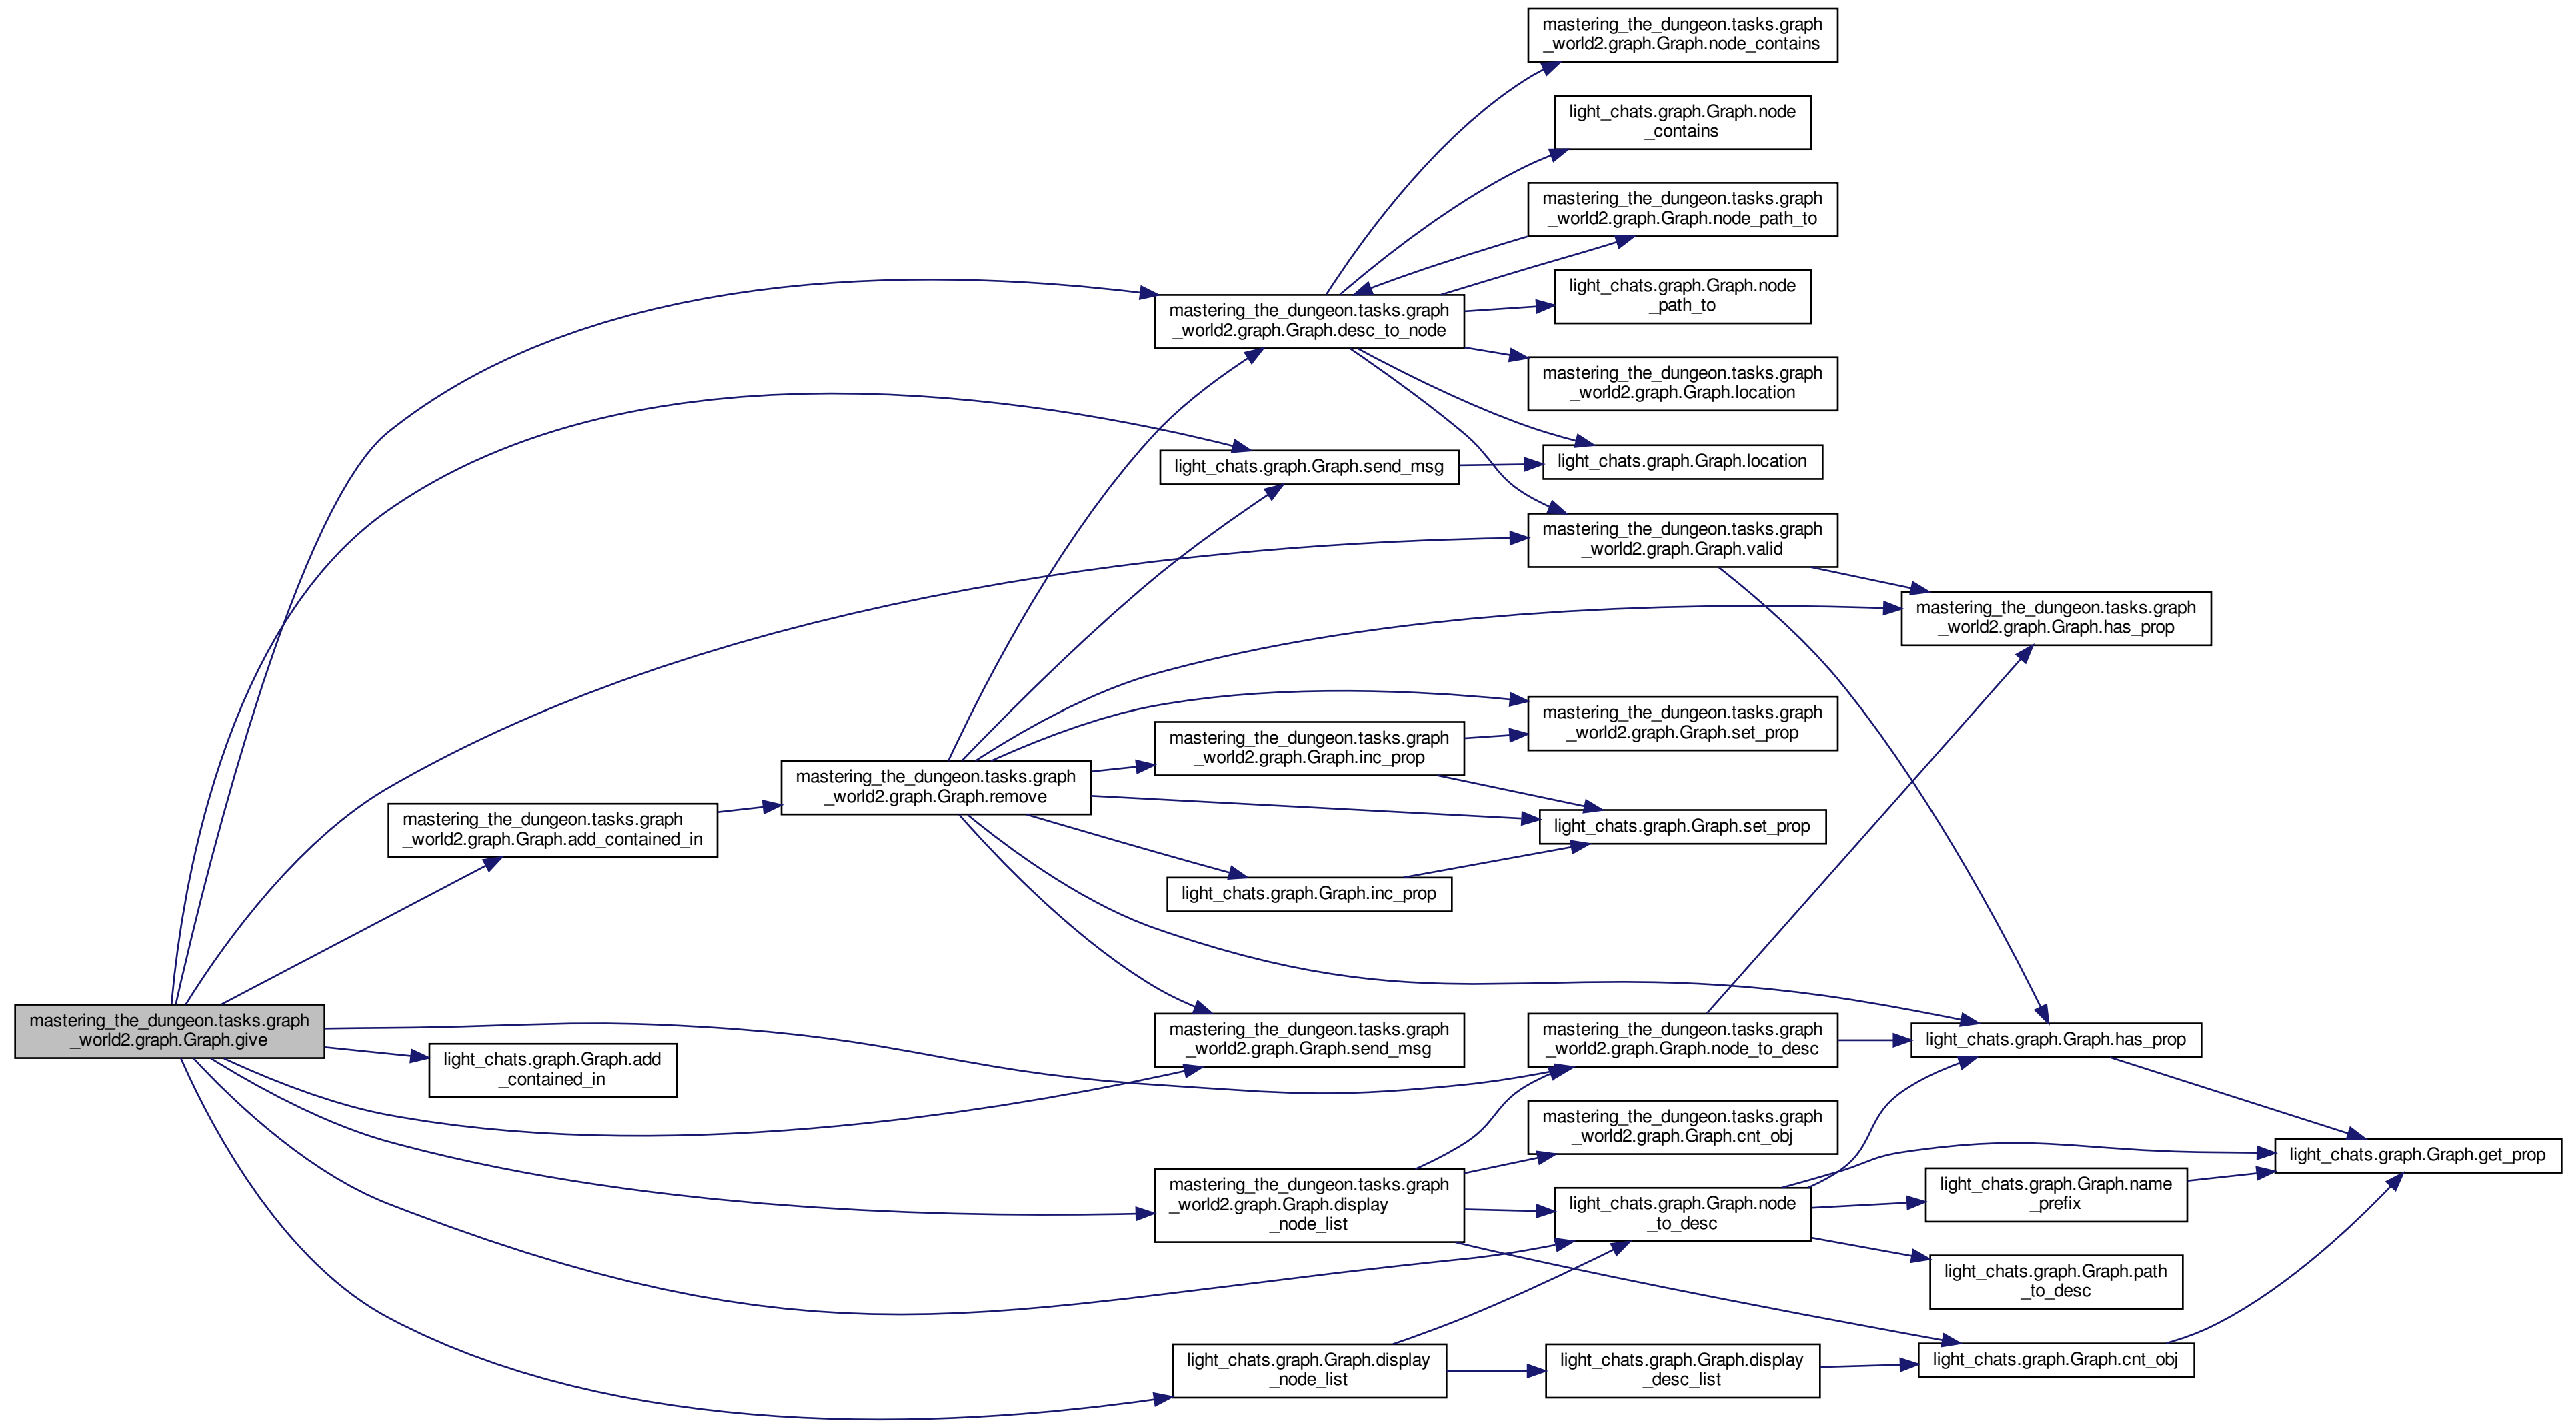 mastering_the_dungeon.tasks.graph
_world2.graph.Graph.give
mastering_the_dungeon.tasks.graph
_world2.graph.Graph.add_contained_in
light_chats.graph.Graph.add
_contained_in
mastering_the_dungeon.tasks.graph
_world2.graph.Graph.remove
mastering_the_dungeon.tasks.graph
_world2.graph.Graph.desc_to_node
light_chats.graph.Graph.send_msg
mastering_the_dungeon.tasks.graph
_world2.graph.Graph.inc_prop
light_chats.graph.Graph.inc_prop
mastering_the_dungeon.tasks.graph
_world2.graph.Graph.send_msg
mastering_the_dungeon.tasks.graph
_world2.graph.Graph.display
_node_list
light_chats.graph.Graph.display
_node_list
mastering_the_dungeon.tasks.graph
_world2.graph.Graph.node_contains
light_chats.graph.Graph.node
_contains
mastering_the_dungeon.tasks.graph
_world2.graph.Graph.node_path_to
light_chats.graph.Graph.node
_path_to
mastering_the_dungeon.tasks.graph
_world2.graph.Graph.location
light_chats.graph.Graph.location
mastering_the_dungeon.tasks.graph
_world2.graph.Graph.valid
mastering_the_dungeon.tasks.graph
_world2.graph.Graph.set_prop
light_chats.graph.Graph.set_prop
mastering_the_dungeon.tasks.graph
_world2.graph.Graph.node_to_desc
mastering_the_dungeon.tasks.graph
_world2.graph.Graph.cnt_obj
light_chats.graph.Graph.node
_to_desc
light_chats.graph.Graph.display
_desc_list
mastering_the_dungeon.tasks.graph
_world2.graph.Graph.has_prop
light_chats.graph.Graph.has_prop
light_chats.graph.Graph.name
_prefix
light_chats.graph.Graph.path
_to_desc
light_chats.graph.Graph.cnt_obj
light_chats.graph.Graph.get_prop